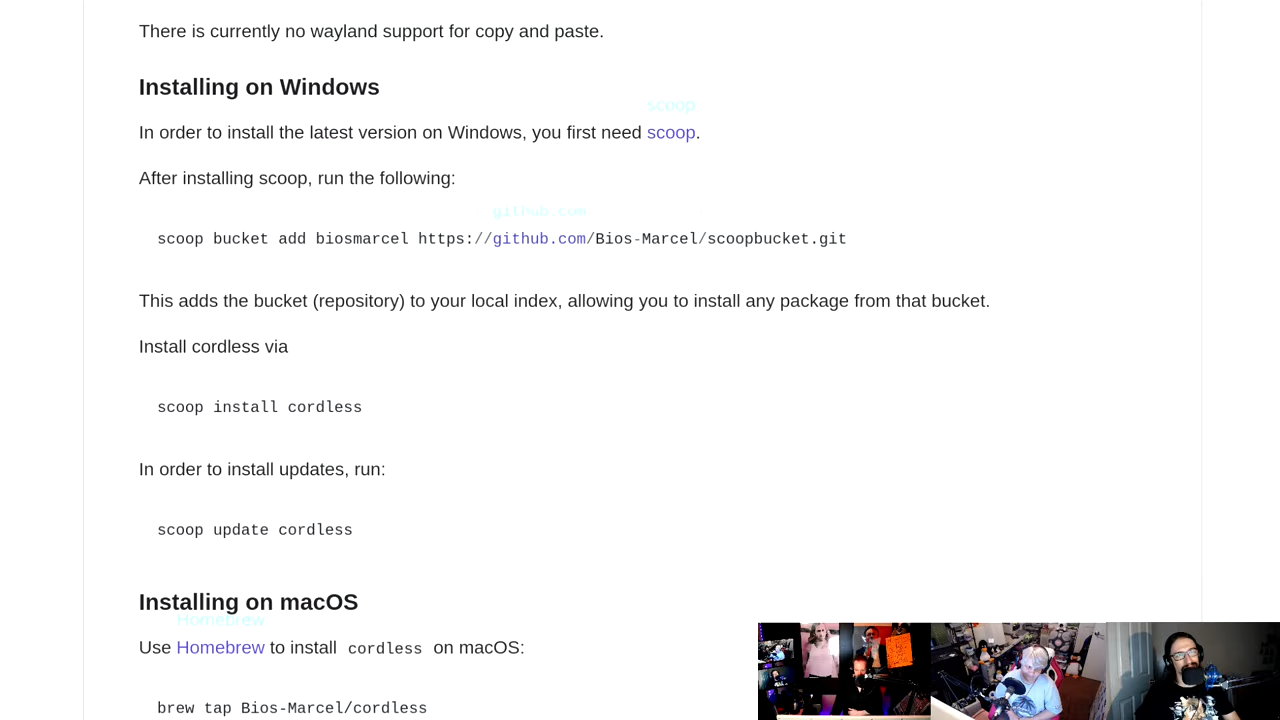 There is currently no wayland support for copy and paste.
Installing on Windows
scoop
In order to install the latest version on Windows, you first need scoop.
After installing scoop, run the following:
github.com
scoop bucket add biosmarcel https://github.com/Bios-Marcel/scoopbucket.git
This adds the bucket (repository) to your local index, allowing you to install any package from that bucket.
Install cordless via
scoop install cordless
In order to install updates, run:
scoop update cordless
Installing on macOS
Homebrew
Use Homebrew to install cordless on macOS:
brew tap Bios-Marcel/cordless